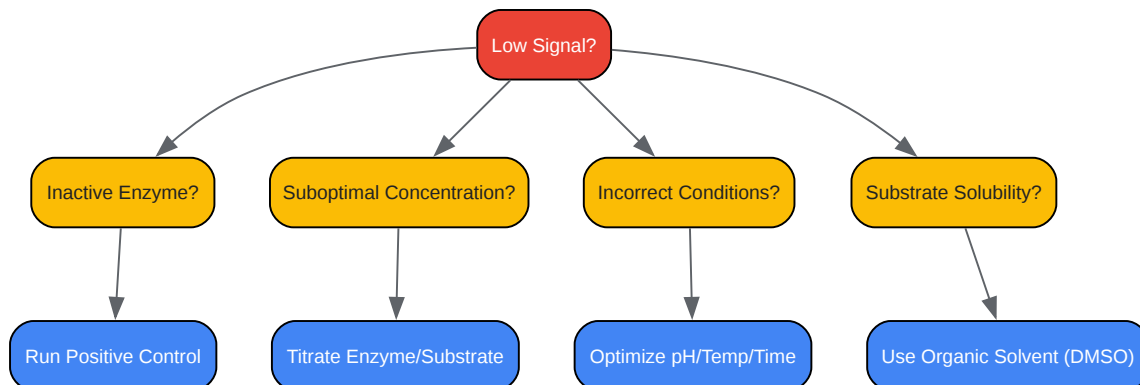 Low Signal?
Inactive Enzyme?
Suboptimal Concentration?
Incorrect Conditions?
Substrate Solubility?
Run Positive Control
Titrate Enzyme/Substrate
Optimize pH/Temp/Time
Use Organic Solvent (DMSO)